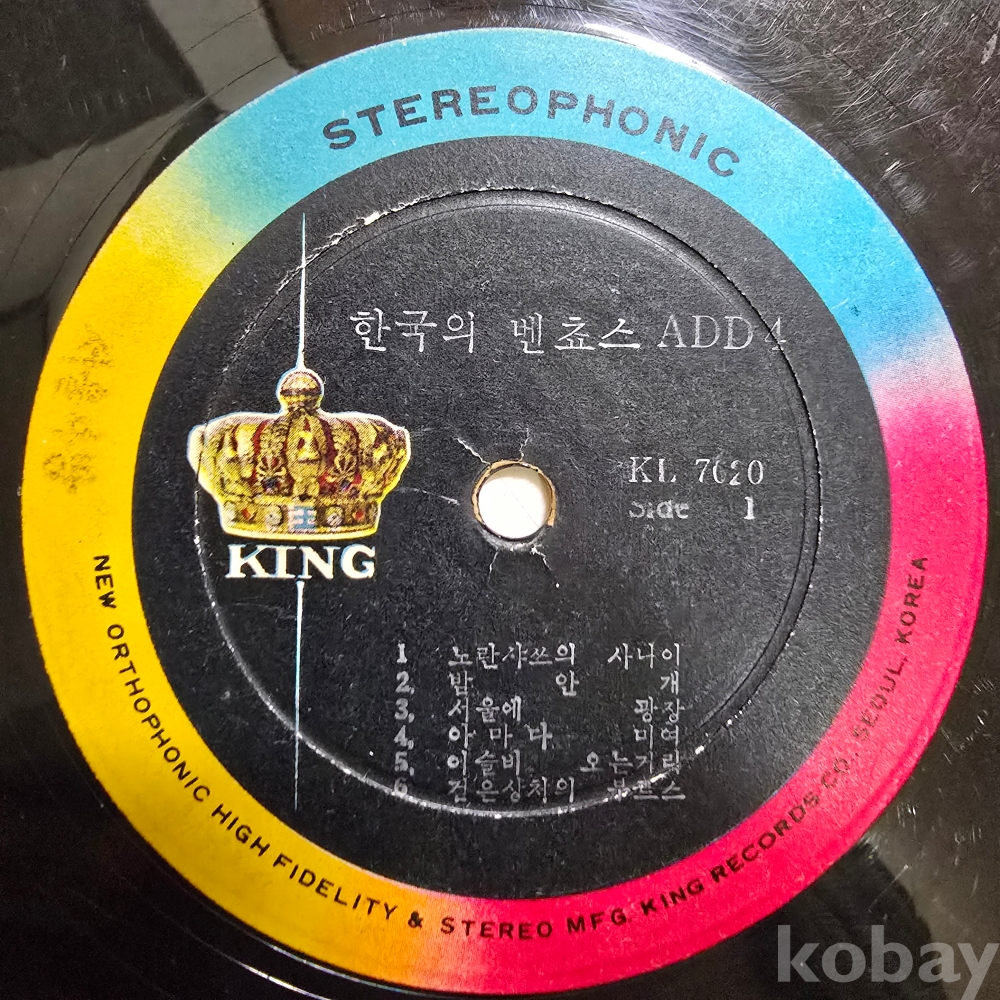 STEREOPHONIC
한국의 벤쵸스 ADD 4
KL 7020
Side 1
KING
1 노란샤쓰의 사나이
2. 밤 안 개
3. 서울에 광장
4. 아 마 다 미여
5. 이슬비 오는거리
6. 검은상처의 부르스
NEW ORTHOPHONIC HIGH FIDELITY & STEREO MFG. KING RECORDS CO., SEOUL, KOREA
kobay